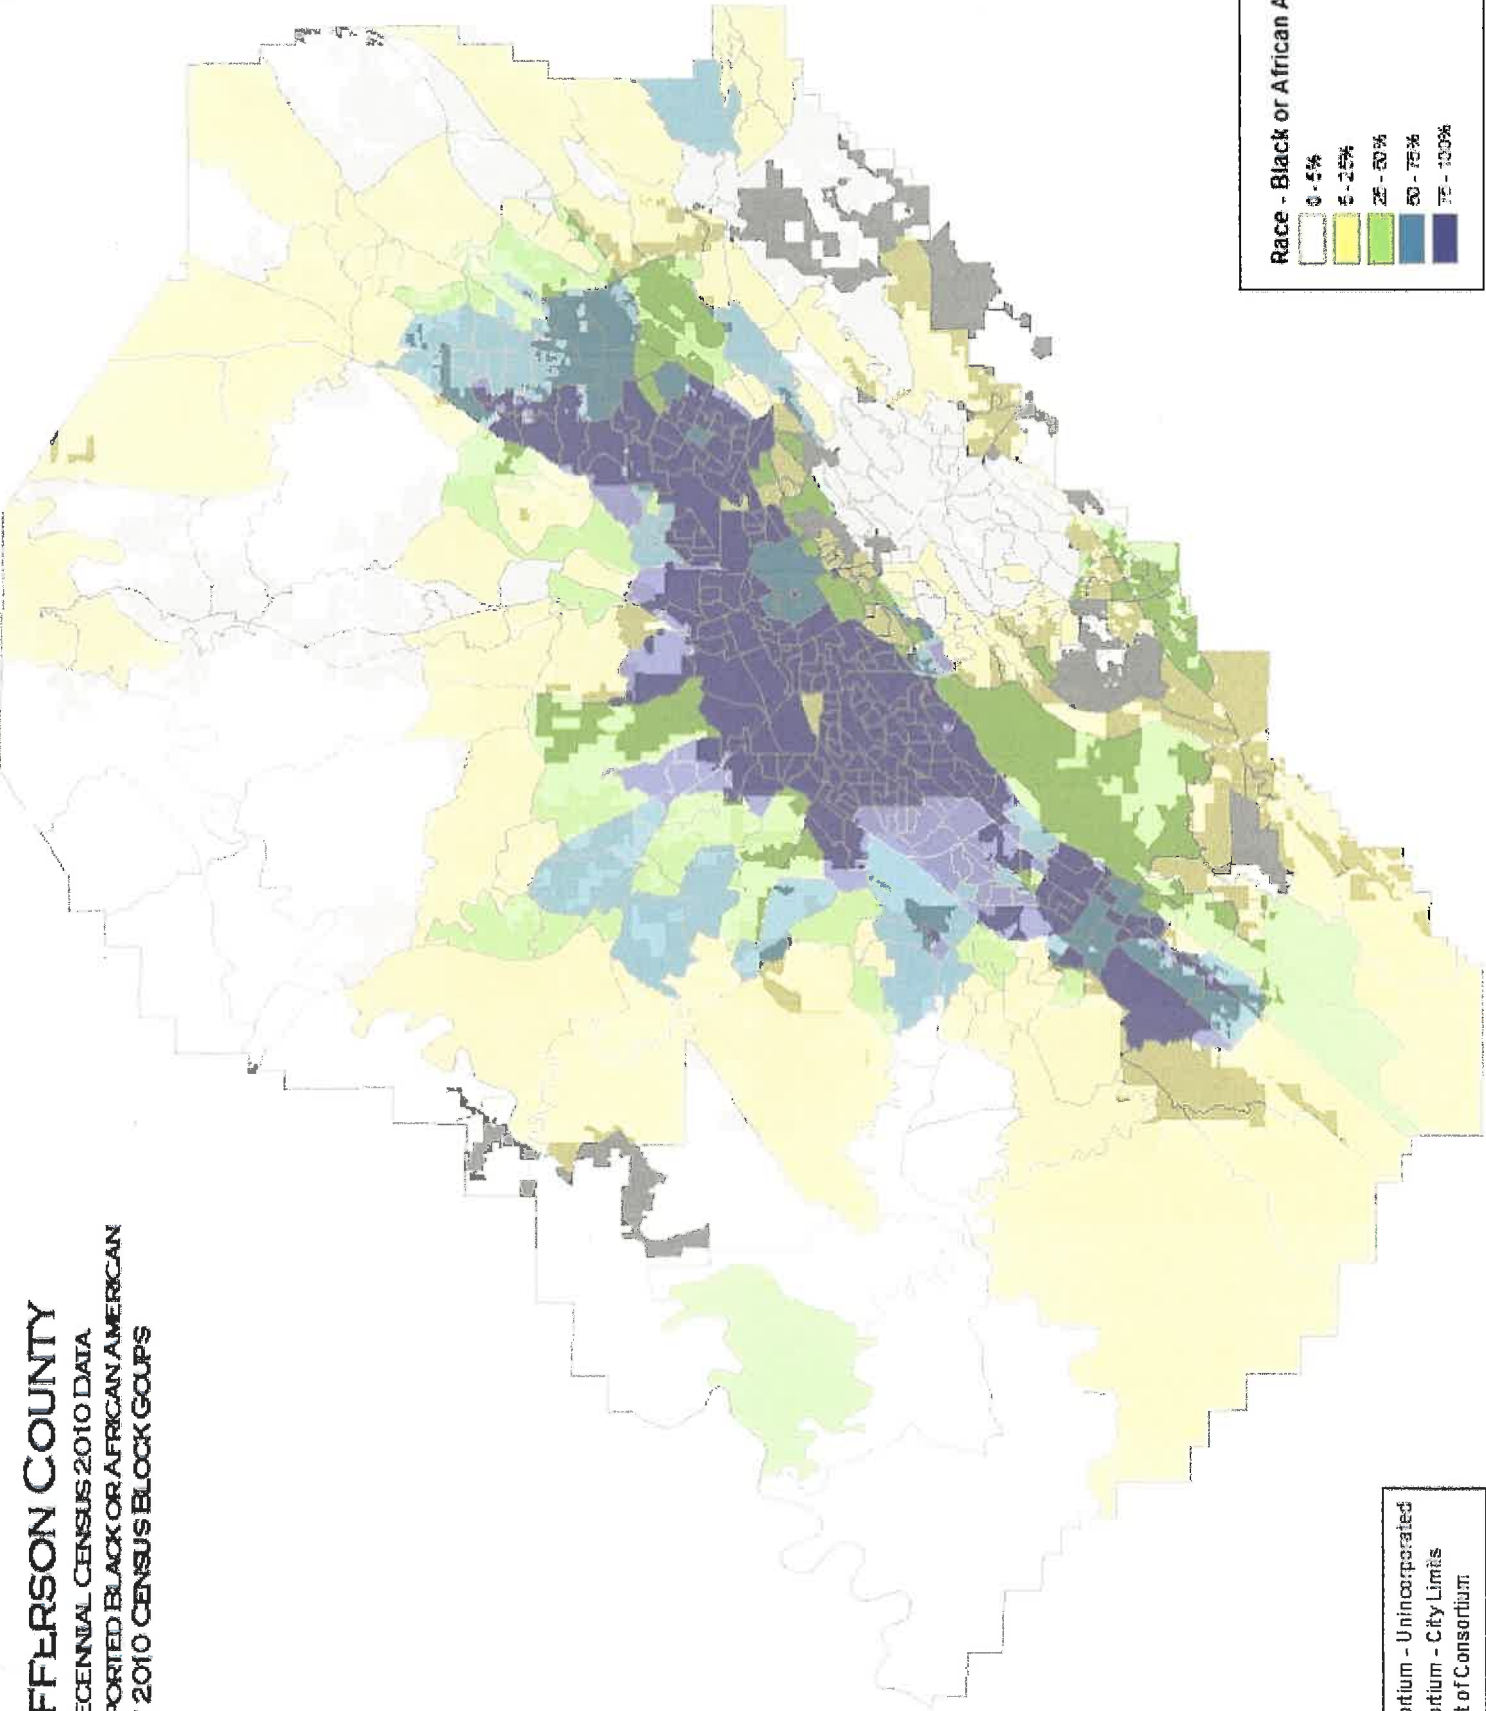 FFERSON COUNTY
ECENNIAL CENSUS 2010 DATA
PORTED BLACK OR AFRICAN AMERICAN
2010 CENSUS BLOCK GOUPS
Race - Black or African A
0 - 5%
5 - 25%
25 - 50%
50 - 75%
75 - 100%
ortium - Unincorporated
rtium - City Limits
t of Consortium